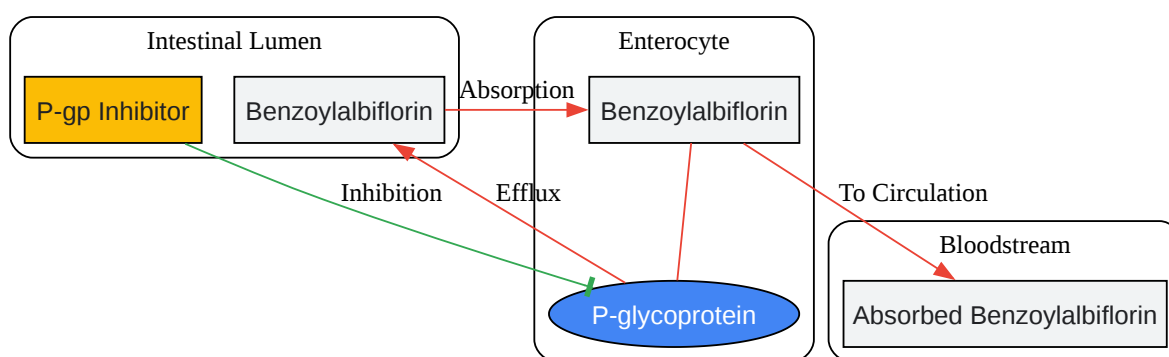 Intestinal Lumen
Enterocyte
P-gp Inhibitor
Benzoylalbiflorin
Absorption
Benzoylalbiflorin
Inhibition
Efflux
To Circulation
Bloodstream
P-glycoprotein
Absorbed Benzoylalbiflorin